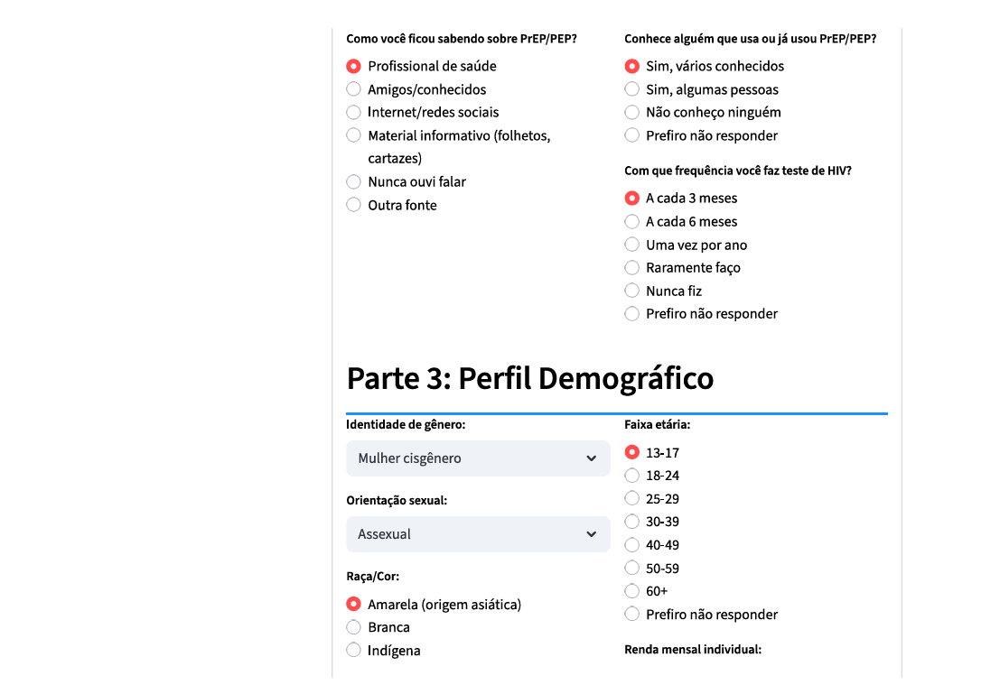 Como você ficou sabendo sobre PrEP/PEP?
Profissional de saúde
Amigos/conhecidos
Internet/redes sociais
Material informativo (folhetos,
cartazes)
Nunca ouvi falar
Outra fonte
Conhece alguém que usa ou já usou PrEP/PEP?
Sim, vários conhecidos
Sim, algumas pessoas
Não conheço ninguém
Prefiro não responder
Com que frequência você faz teste de HIV?
A cada 3 meses
A cada 6 meses
Uma vez por ano
Raramente faço
Nunca fiz
Prefiro não responder
Parte 3: Perfil Demográfico
Identidade de gênero:
Mulher cisgênero
Orientação sexual:
Assexual
Raça/Cor:
Amarela (origem asiática)
Branca
Indígena
Faixa etária:
13-17
18-24
25-29
30-39
40-49
50-59
60+
Prefiro não responder
Renda mensal individual: